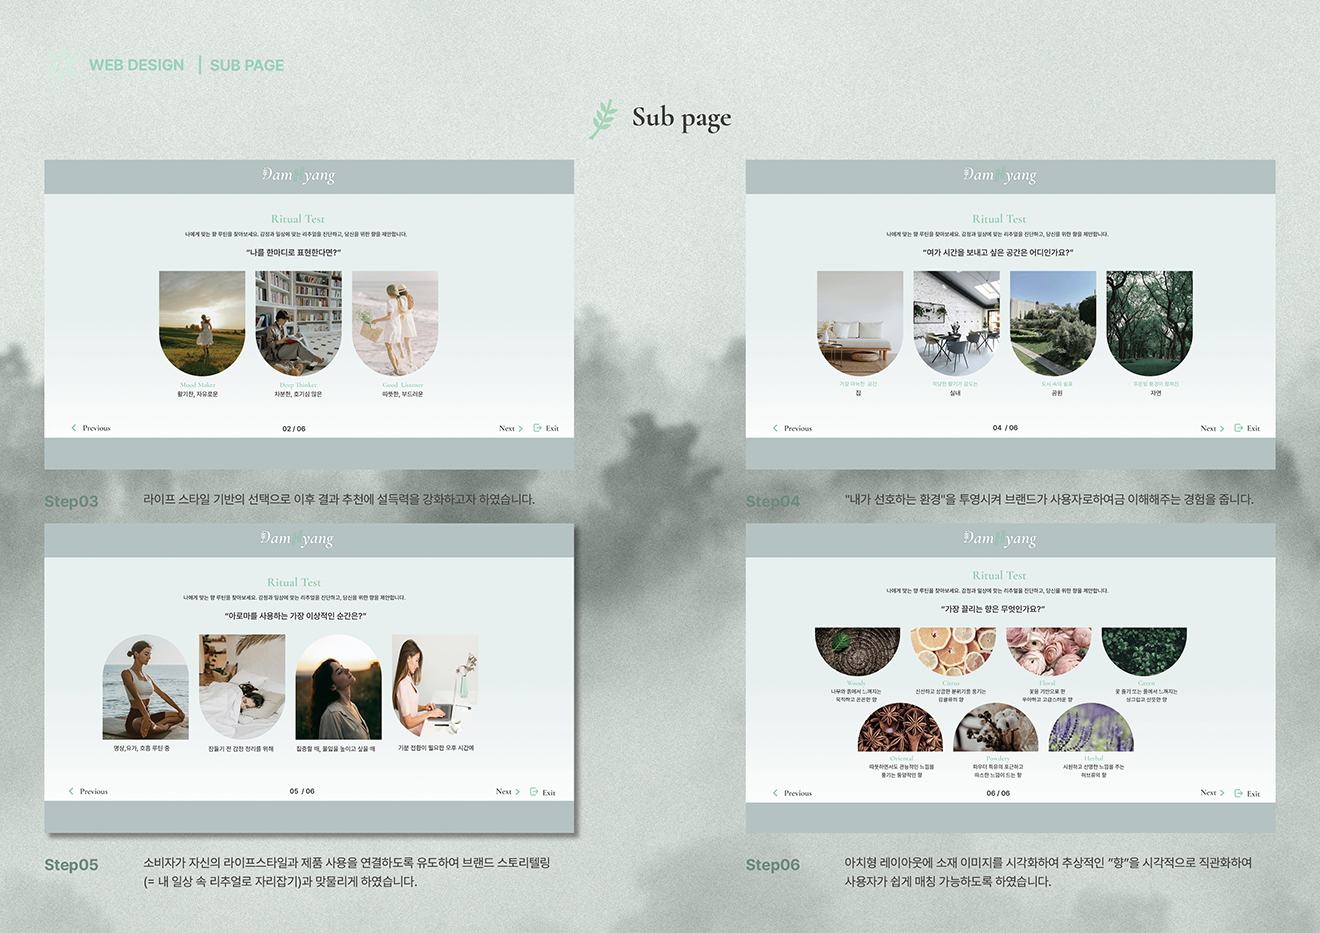 WEB DESIGN | SUB PAGE
Sub page
Dam yang
Ritual Test
나에게 맞는 향 루틴을 찾아보세요. 감정과 일상에 맞는 리추얼을 진단하고, 당신을 위한 향을 제안합니다.
“나를 한마디로 표현한다면?”
Mood Maker
활기찬, 자유로운
Deep Thinker
차분한, 호기심 많은
Good Listener
따뜻한, 부드러운
Previous
02 / 06
Next
Exit
Step03
라이프 스타일 기반의 선택으로 이후 결과 추천에 설득력을 강화하고자 하였습니다.
Dam yang
Ritual Test
나에게 맞는 향 루틴을 찾아보세요. 감정과 일상에 맞는 리추얼을 진단하고, 당신을 위한 향을 제안합니다.
“여가 시간을 보내고 싶은 공간은 어디인가요?”
가장 아늑한 공간
집
적당한 활기가 감도는
실내
도시 속의 쉼표
공원
자연
Previous
04 / 06
Next
Exit
Step04
"내가 선호하는 환경"을 투영시켜 브랜드가 사용자로하여금 이해해주는 경험을 줍니다.
Dam yang
Ritual Test
나에게 맞는 향 루틴을 찾아보세요. 감정과 일상에 맞는 리추얼을 진단하고, 당신을 위한 향을 제안합니다.
“아로마를 사용하는 가장 이상적인 순간은?”
명상,요가, 호흡 루틴 중
잠들기 전 감정 정리를 위해
집중할 때, 몰입을 높이고 싶을 때
기분 전환이 필요한 오후 시간에
Previous
05 / 06
Next
Exit
Step05
소비자가 자신의 라이프스타일과 제품 사용을 연결하도록 유도하여 브랜드 스토리텔링
(= 내 일상 속 리추얼로 자리잡기)과 맞물리게 하였습니다.
Dam yang
Ritual Test
나에게 맞는 향 루틴을 찾아보세요. 감정과 일상에 맞는 리추얼을 진단하고, 당신을 위한 향을 제안합니다.
“가장 끌리는 향은 무엇인가요?”
Woody
나무와 흙에서 느껴지는
묵직하고 은은한 향
Citrus
신선하고 상큼한 분위기를 풍기는
감귤류의 향
Floral
꽃을 기반으로 한
우아하고 고급스러운 향
Green
꽃 줄기 또는 풀에서 느껴지는
싱그럽고 산뜻한 향
Oriental
따뜻하면서도 관능적인 느낌을
풍기는 동양적인 향
Powdery
파우더 특유의 포근하고
따스한 느낌이 드는 향
Herbal
시원하고 선명한 느낌을 주는
허브류의 향
Previous
06 / 06
Next
Exit
Step06
아치형 레이아웃에 소재 이미지를 시각화하여 추상적인 "향"을 시각적으로 직관화하여
사용자가 쉽게 매칭 가능하도록 하였습니다.